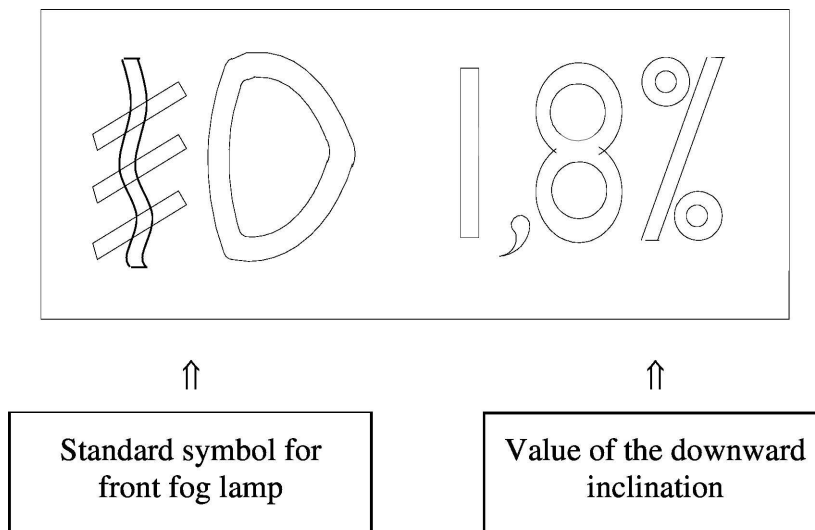 1,8%
⇑ ⇑
Standard symbol for
front fog lamp
Value of the downward
inclination